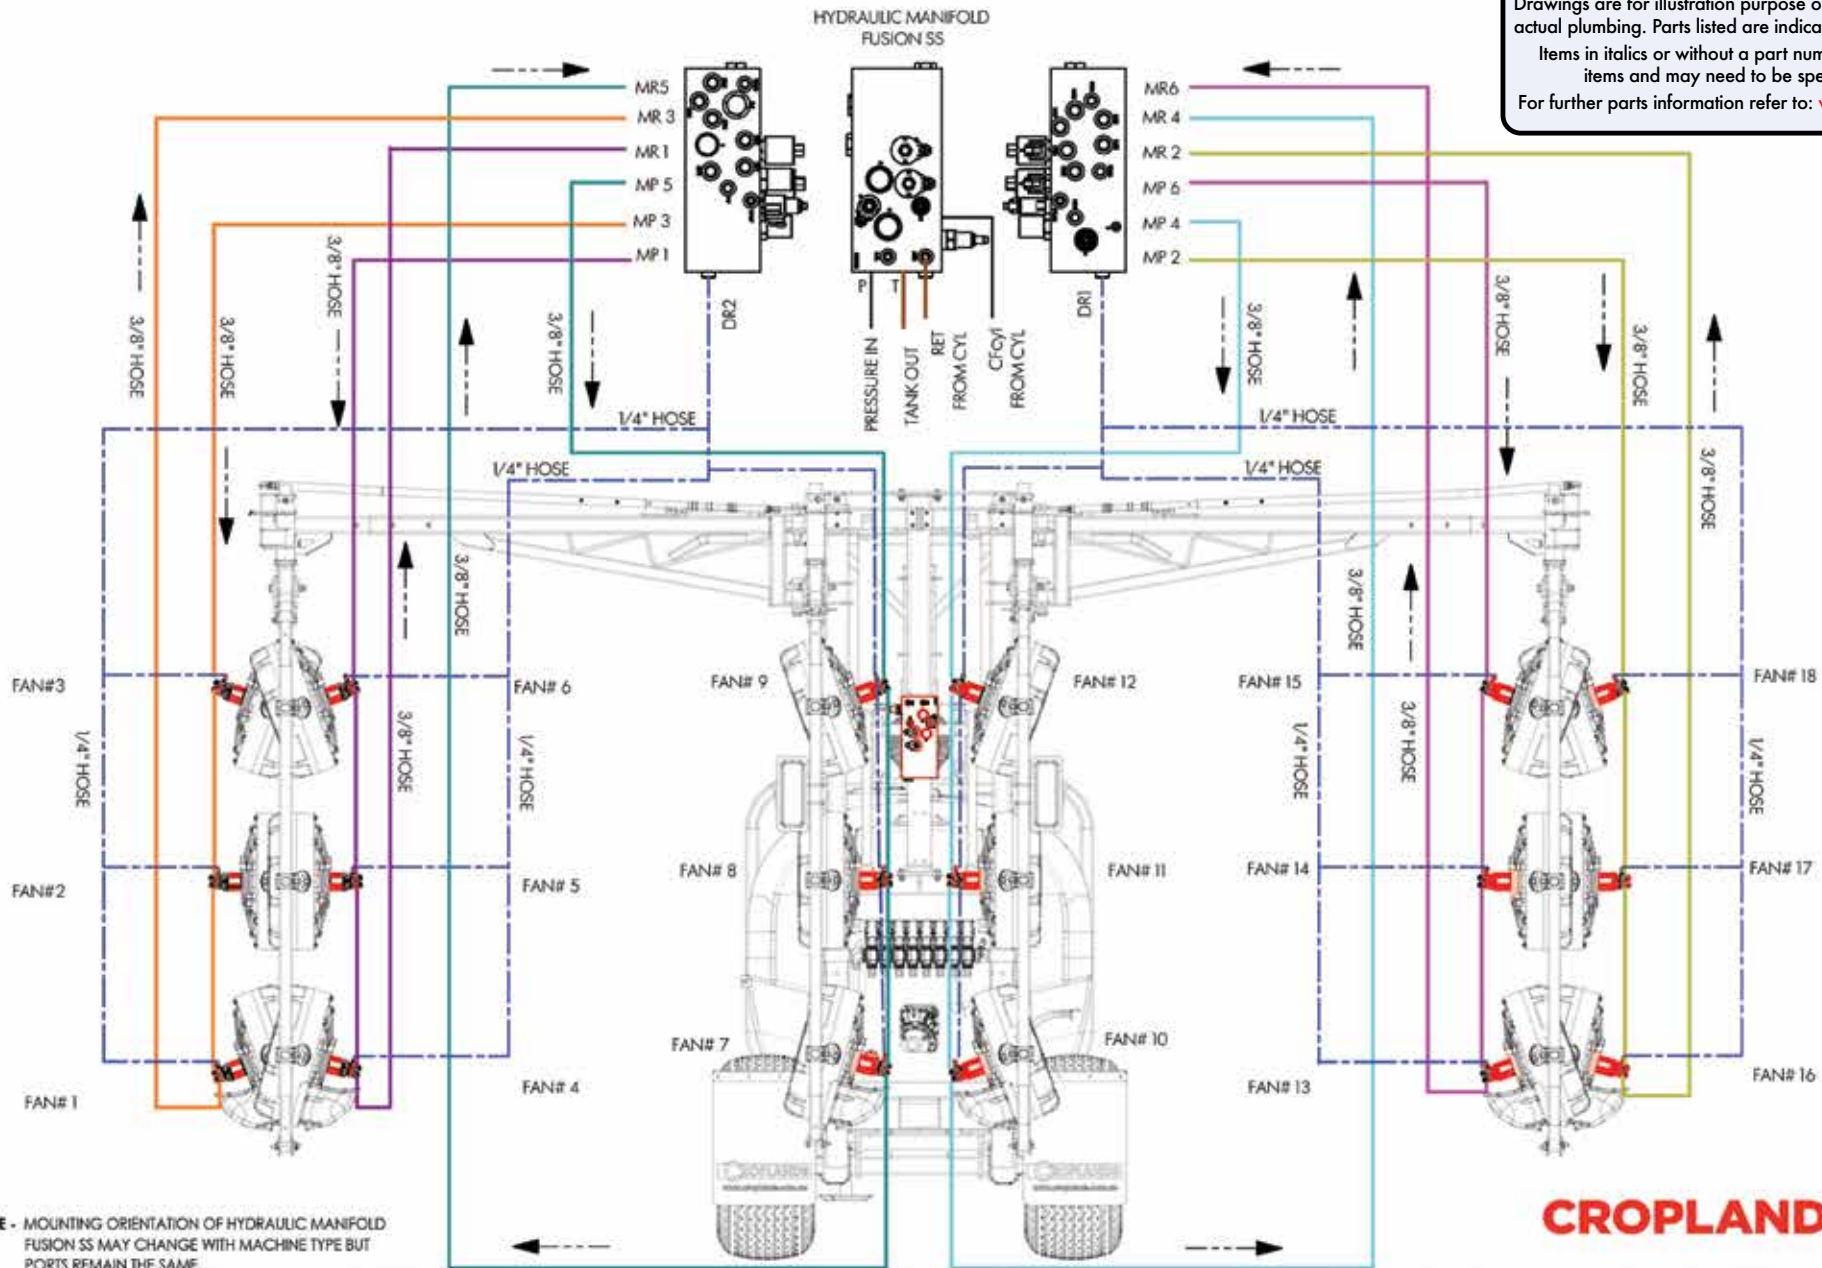 HYDRAULIC MANIFOLD
FUSION SS
Drawings are for illustration purpose
actual plumbing. Parts listed are
Items in italics or without a part
items and may need to be
For further parts information refer to:
MR5
MR 3
MR 1
MP 5
MP 3
MP 1
MR6
MR 4
MR 2
MP 6
MP 4
MP 2
P
T
DR2
DR1
PRESSURE IN
TANK OUT
RET
FROM CYL
CFcyl
FROM CYL
3/8" HOSE
3/8" HOSE
3/8" HOSE
3/8" HOSE
3/8" HOSE
3/8" HOSE
3/8" HOSE
3/8" HOSE
1/4" HOSE
1/4" HOSE
1/4" HOSE
1/4" HOSE
3/8" HOSE
3/8" HOSE
3/8" HOSE
3/8" HOSE
FAN#3
FAN# 6
FAN# 9
FAN# 12
FAN# 15
FAN# 18
1/4" HOSE
1/4" HOSE
1/4" HOSE
1/4" HOSE
FAN#2
FAN# 5
FAN# 8
FAN# 11
FAN# 14
FAN# 17
FAN# 1
FAN# 4
FAN# 7
FAN# 10
FAN# 13
FAN# 16
CROPLANDS
CROPLANDS
- MOUNTING ORIENTATION OF HYDRAULIC MANIFOLD
FUSION SS MAY CHANGE WITH MACHINE TYPE BUT
PORTS REMAIN THE SAME
CROPLAND